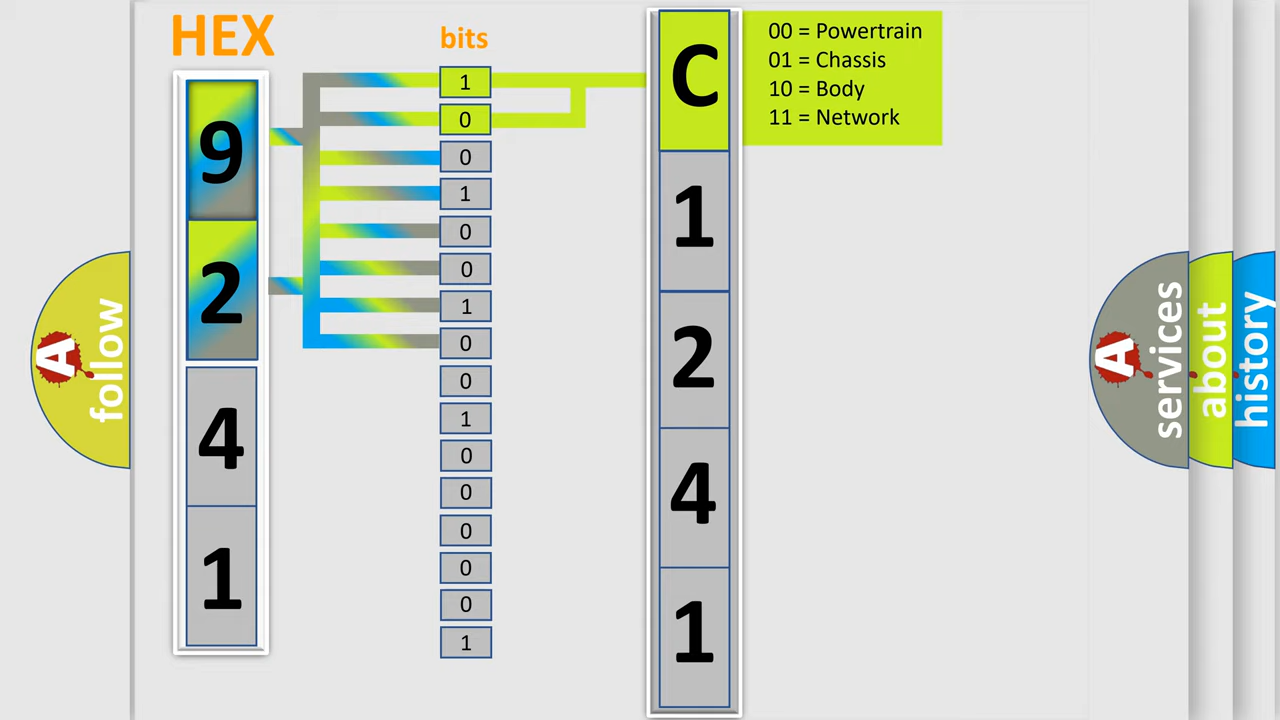 HEX
bits
9
2
4
1
1
0
0
1
0
0
1
0
0
1
0
0
0
0
0
1
C
1
2
4
1
00 = Powertrain
01 = Chassis
10 = Body
11 = Network
A
follow
A
services
about
history